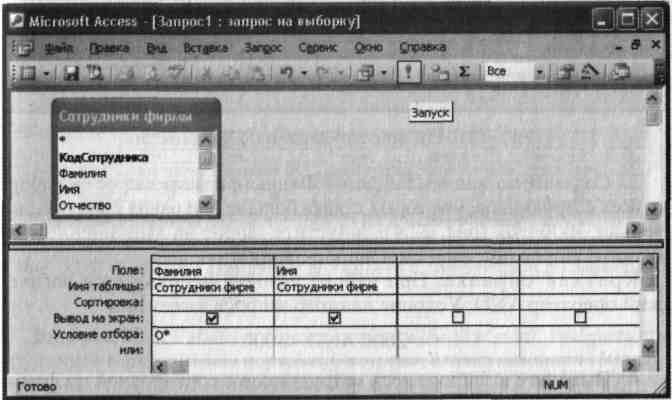 Microsoft Access - [Запрос1 : запрос на выборку]
Файл Правка Вид Вставка Запрос Сервис Окно Справка
Σ Все
Запуск
Сотрудники фирмы
*
КодСотрудника
Фамилия
Имя
Отчество
Поле: Фамилия Имя
Имя таблицы: Сотрудники фирмы Сотрудники фирмы
Сортировка:
Вывод на экран:
Условие отбора: О*
или:
Готово NUM